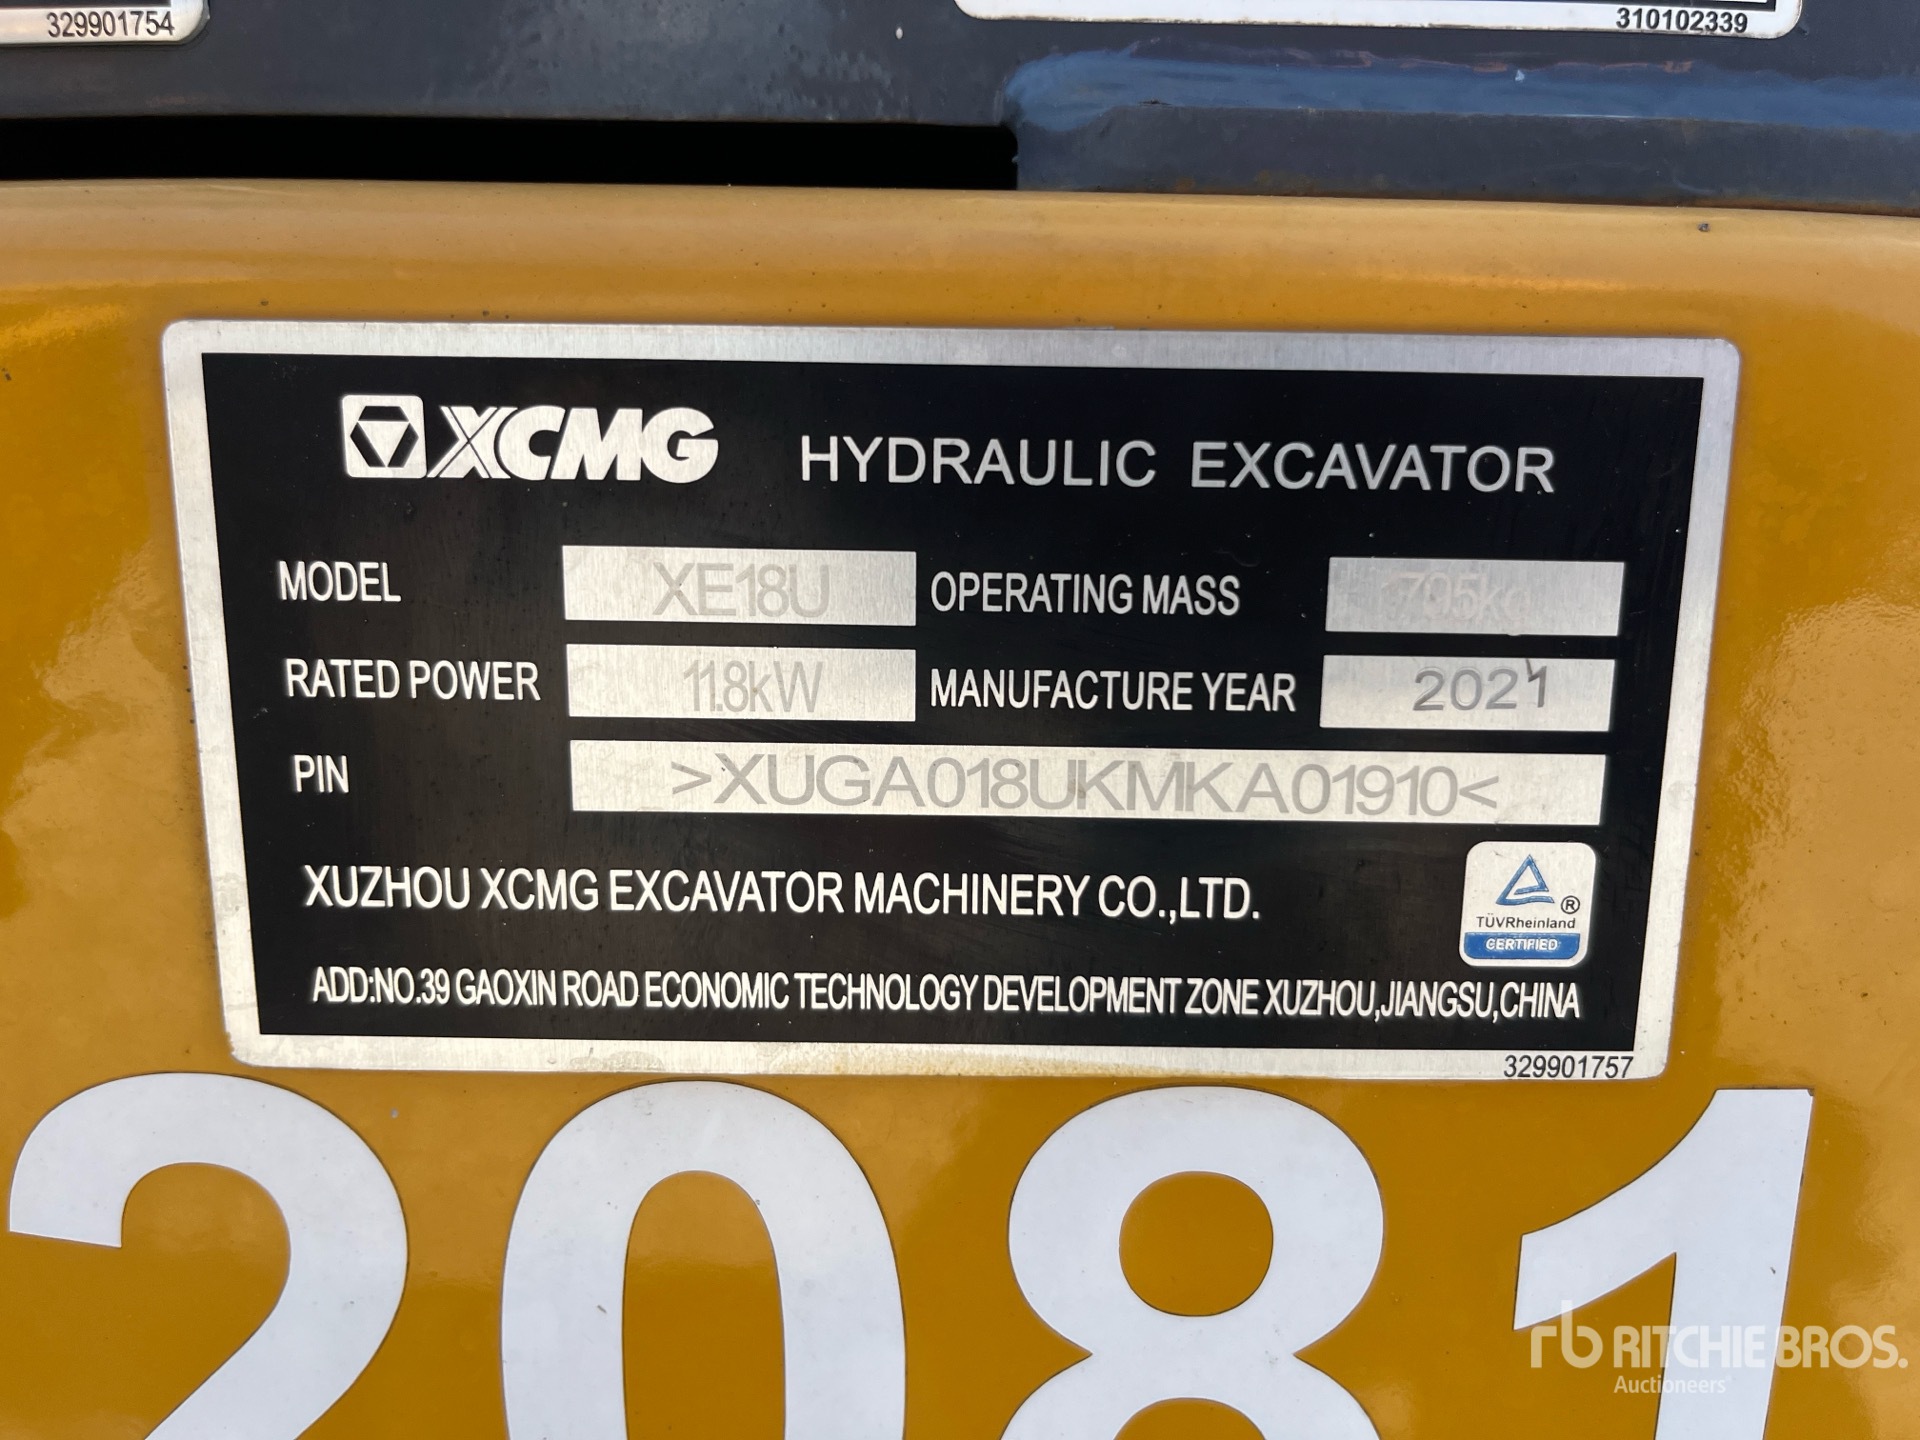 329901754
310102339
XCMG HYDRAULIC EXCAVATOR
MODEL XE18U OPERATING MASS
RATED POWER 11.8kW MANUFACTURE YEAR 2021
PIN >XUGA018UKMKA01910<
XUZHOU XCMG EXCAVATOR MACHINERY CO.,LTD.
TÜVRheinland ®
CERTIFIED
ADD:NO.39 GAOXIN ROAD ECONOMIC TECHNOLOGY DEVELOPMENT ZONE XUZHOU,JIANGSU,CHINA
329901757
2081
rb RITCHIE BROS.
Auctioneers